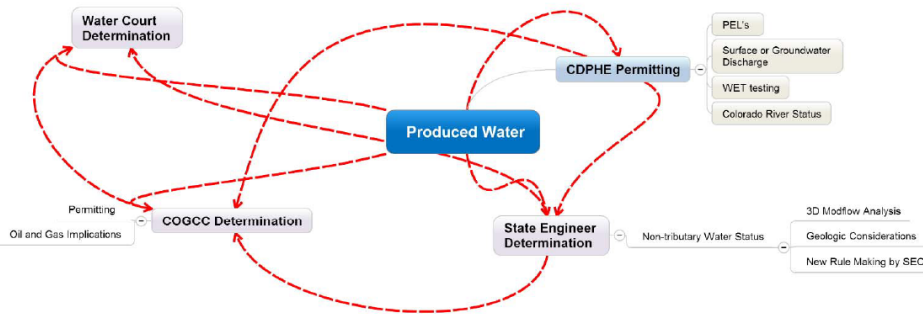 Water Court
Determination
PEL's
Surface or Groundwater
Discharge
CDPHE Permitting
WET testing
Colorado River Status
Produced Water
Permitting
COGCC Determination
Oil and Gas Implications
State Engineer
Determination
Non-tributary Water Status
3D Modflow Analysis
Geologic Considerations
New Rule Making by SEO